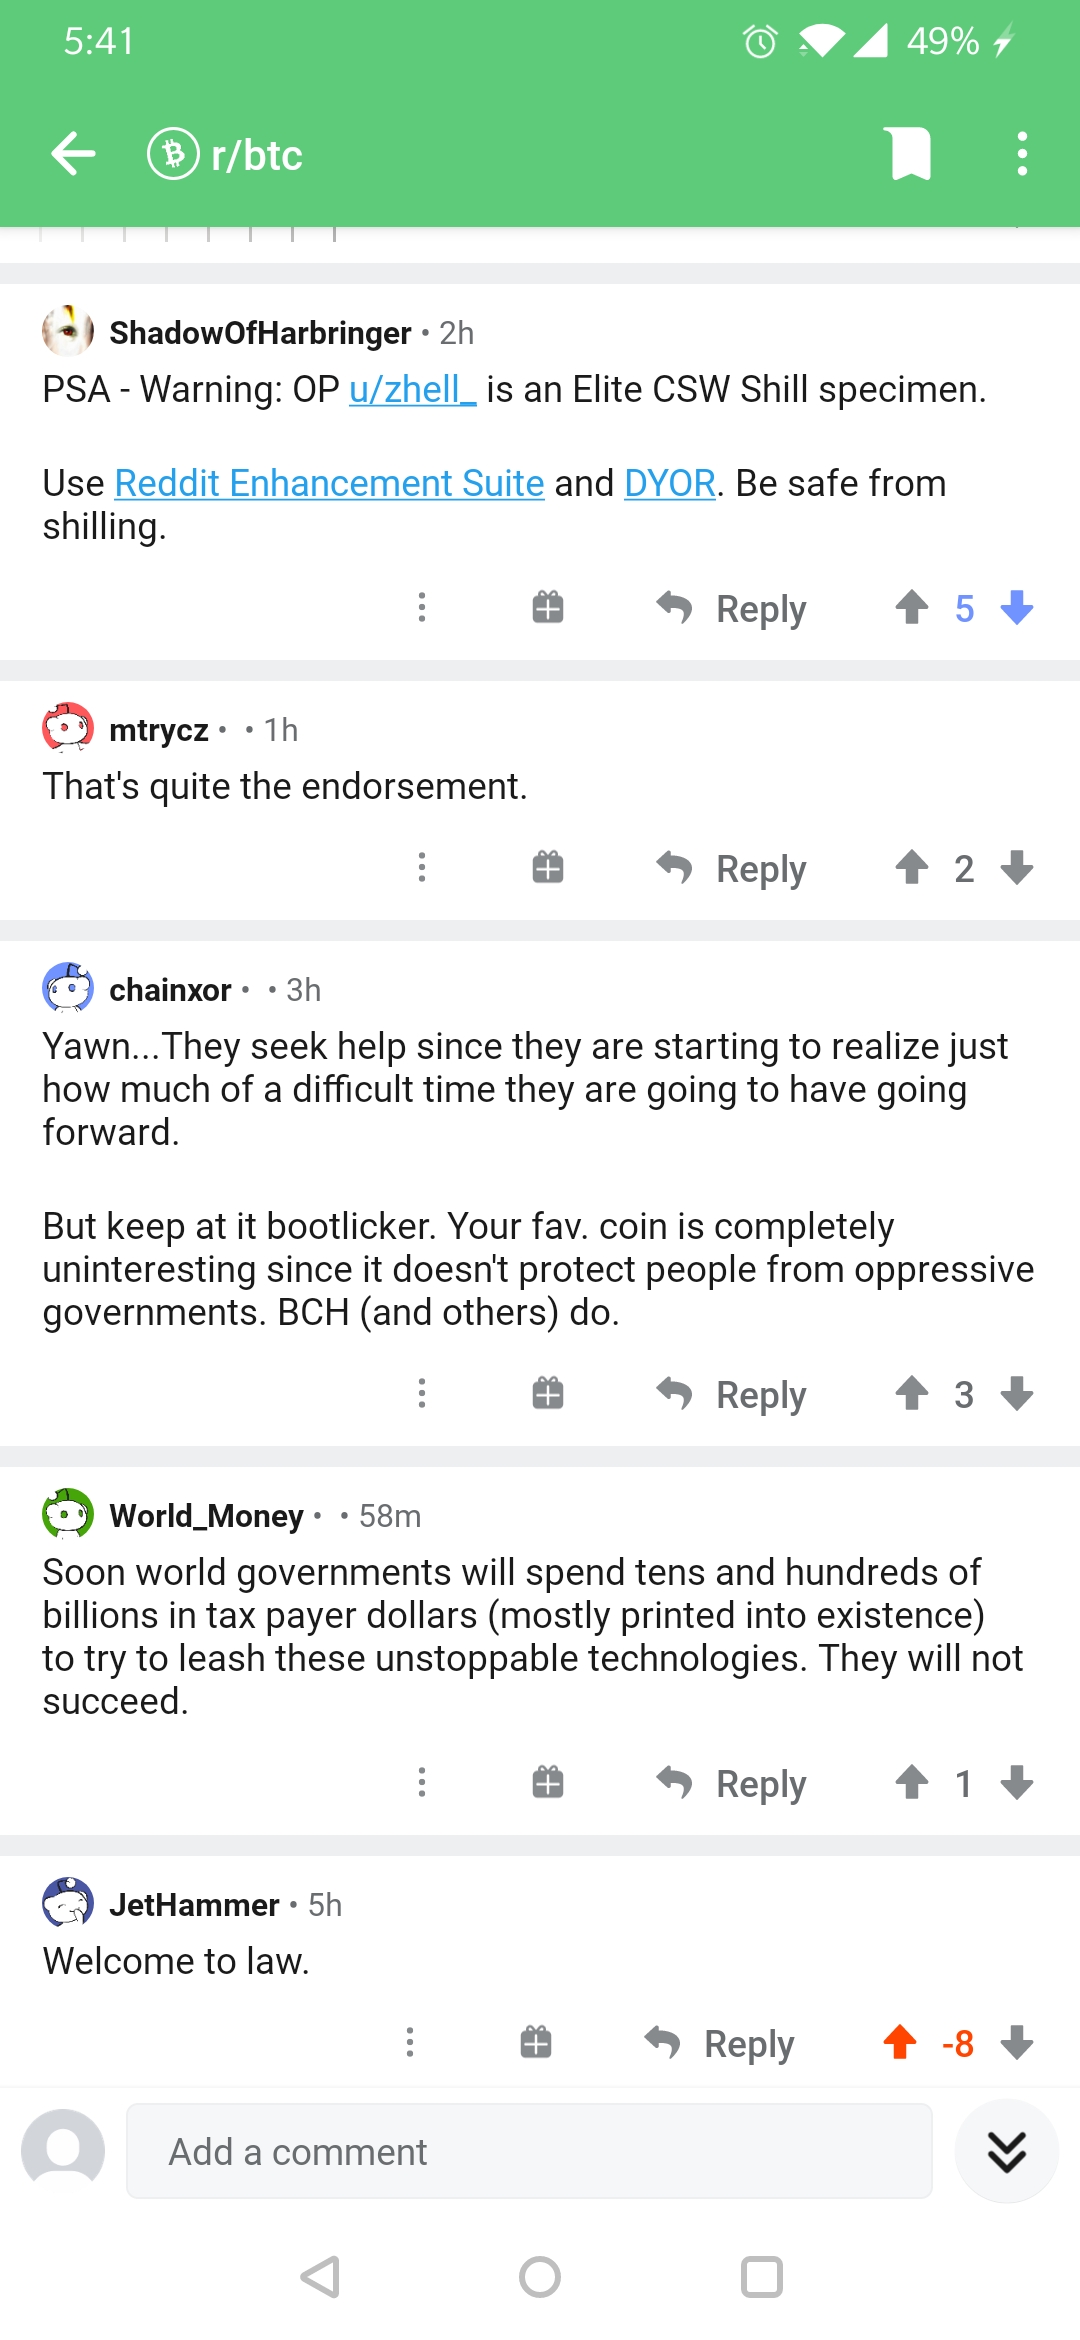 5:41
49%
r/btc
ShadowOfHarbringer • 2h
PSA - Warning: OP u/zhell_ is an Elite CSW Shill specimen.
Use Reddit Enhancement Suite and DYOR. Be safe from
shilling.
Reply 5
mtrycz • • 1h
That's quite the endorsement.
Reply 2
chainxor • • 3h
Yawn...They seek help since they are starting to realize just
how much of a difficult time they are going to have going
forward.
But keep at it bootlicker. Your fav. coin is completely
uninteresting since it doesn't protect people from oppressive
governments. BCH (and others) do.
Reply 3
World_Money • • 58m
Soon world governments will spend tens and hundreds of
billions in tax payer dollars (mostly printed into existence)
to try to leash these unstoppable technologies. They will not
succeed.
Reply 1
JetHammer • 5h
Welcome to law.
Reply -8
Add a comment